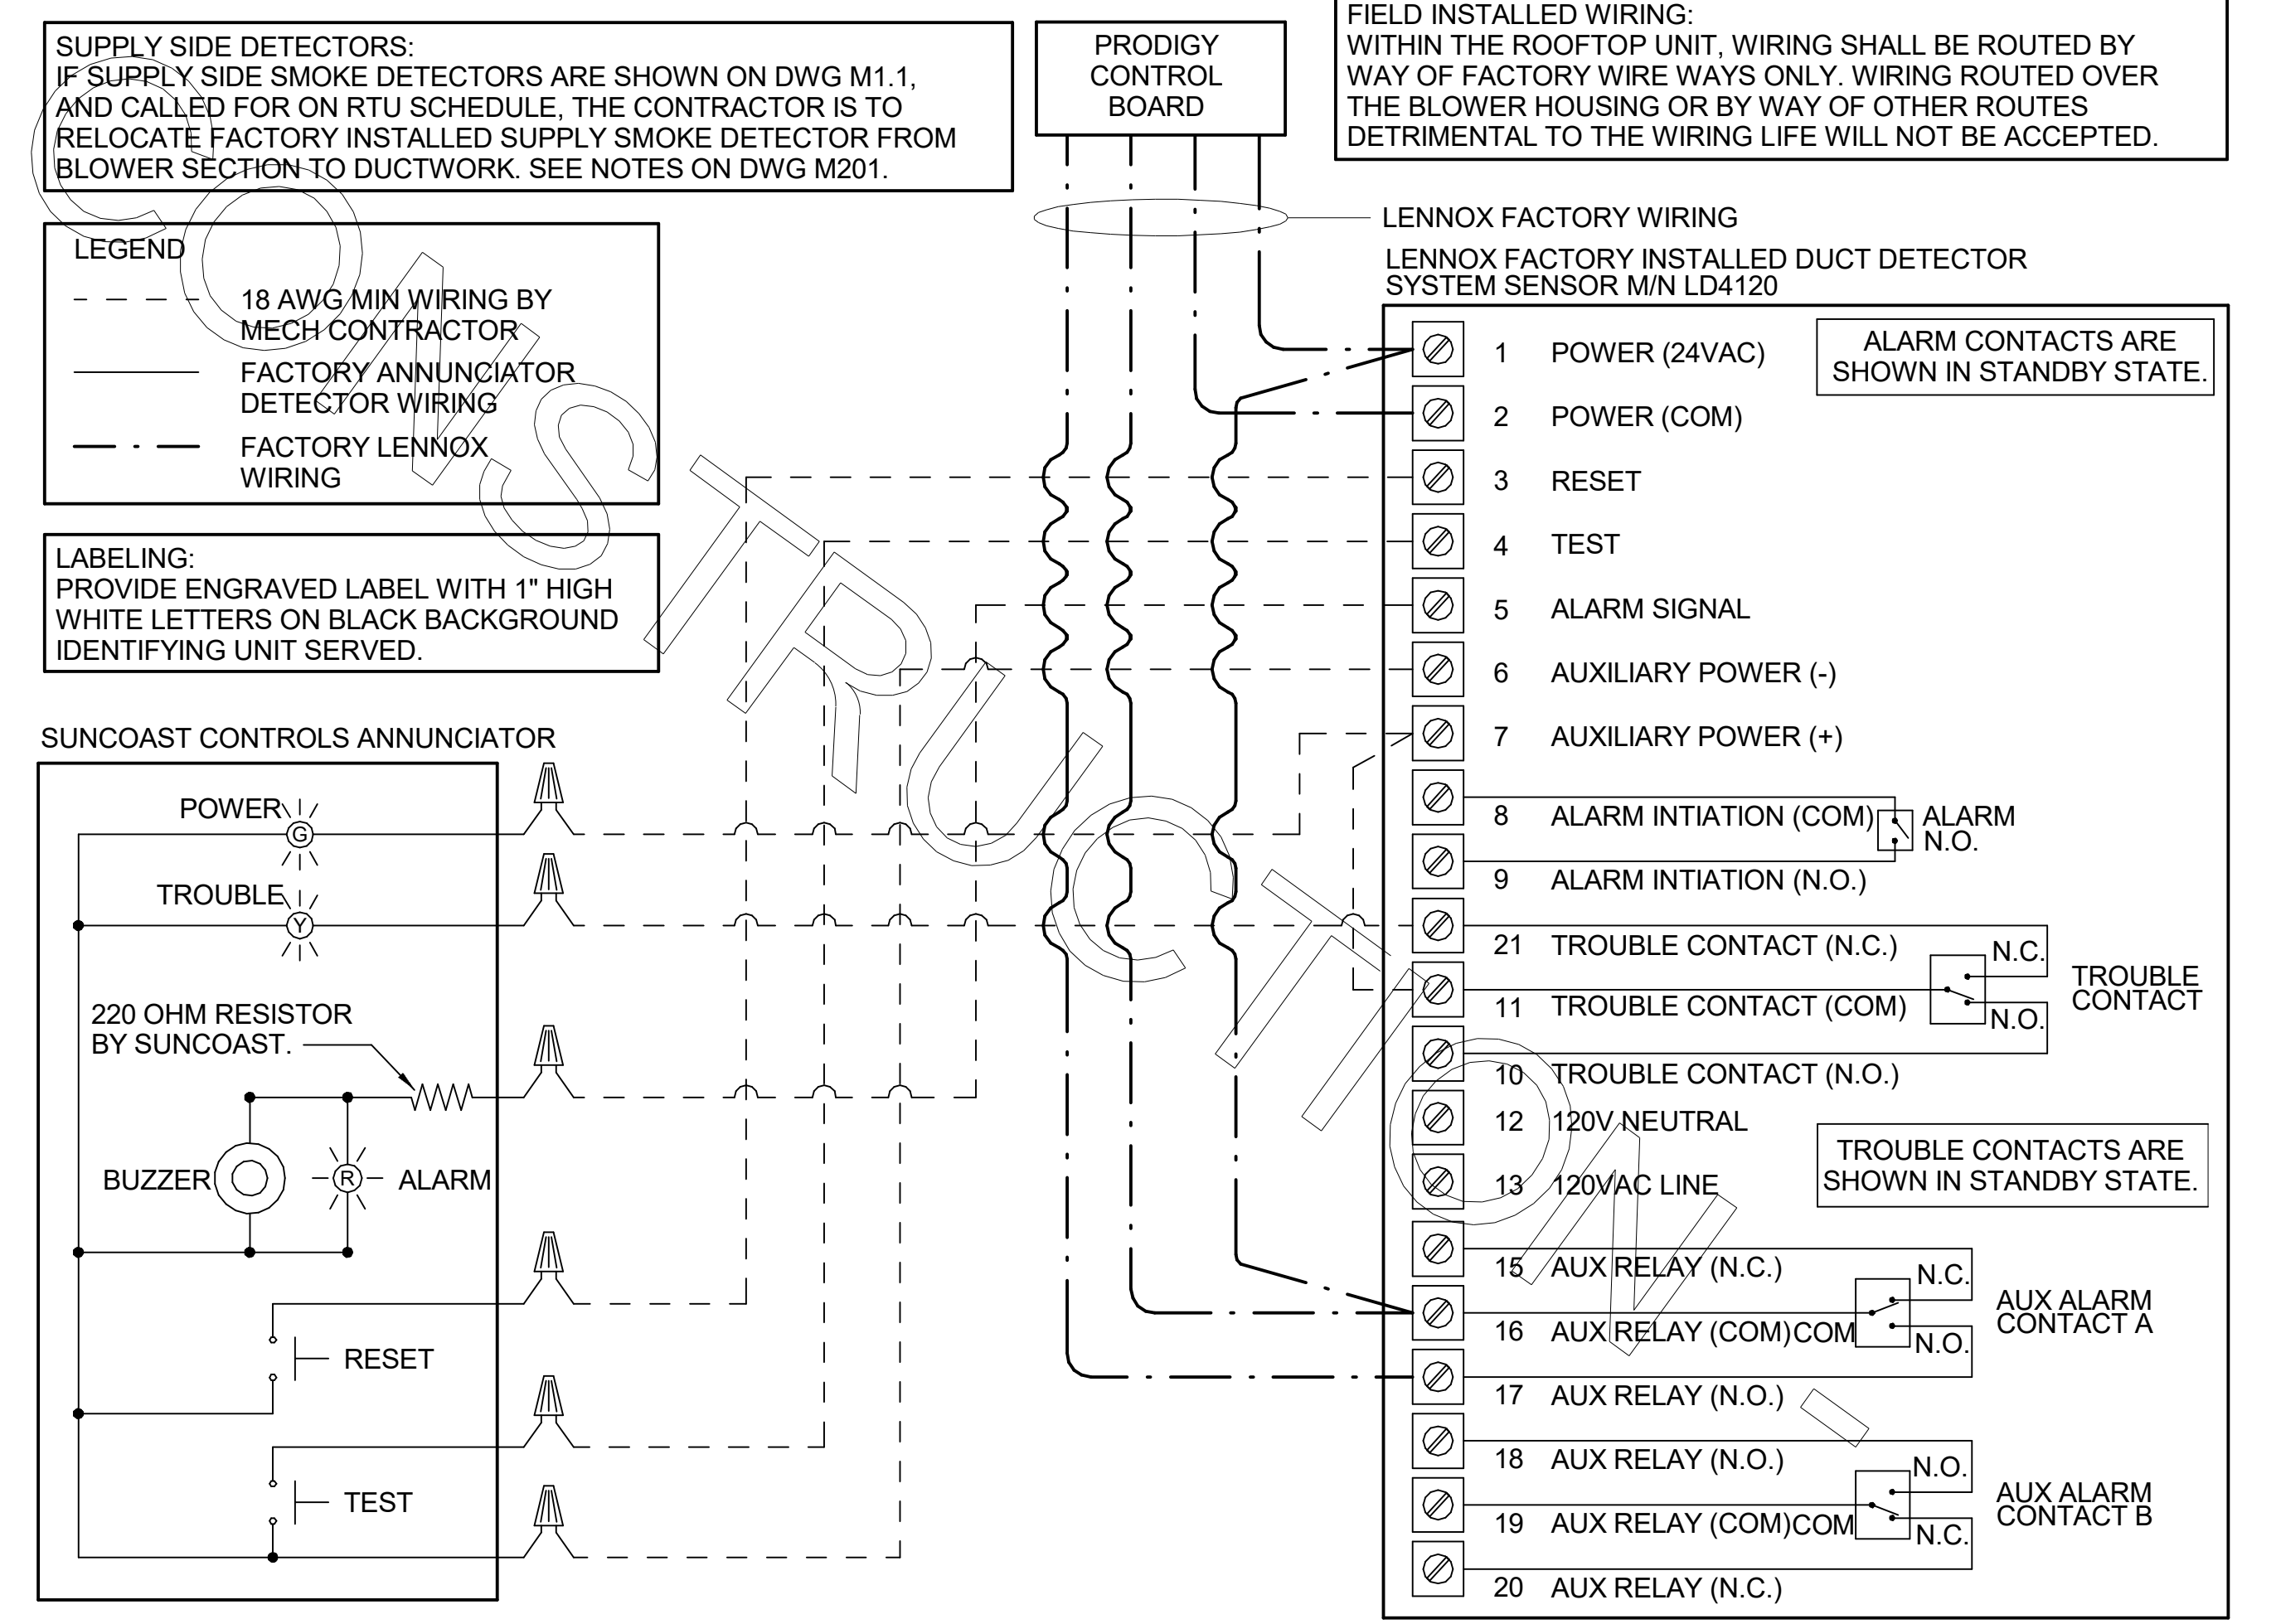 SUPPLY SIDE DETECTORS:
IF SUPPLY SIDE SMOKE DETECTORS ARE SHOWN ON DWG M1.1,
AND CALLED FOR ON RTU SCHEDULE, THE CONTRACTOR IS TO
RELOCATE FACTORY INSTALLED SUPPLY SMOKE DETECTOR FROM
BLOWER SECTION TO DUCTWORK. SEE NOTES ON DWG M201.
PRODIGY
CONTROL
BOARD
FIELD INSTALLED WIRING:
WITHIN THE ROOFTOP UNIT, WIRING SHALL BE ROUTED BY
WAY OF FACTORY WIRE WAYS ONLY. WIRING ROUTED OVER
THE BLOWER HOUSING OR BY WAY OF OTHER ROUTES
DETRIMENTAL TO THE WIRING LIFE WILL NOT BE ACCEPTED.
LEGEND
18 AWG MIN WIRING BY
MECH CONTRACTOR
FACTORY ANNUNCIATOR
DETECTOR WIRING
FACTORY LENNOX
WIRING
LABELING:
PROVIDE ENGRAVED LABEL WITH 1" HIGH
WHITE LETTERS ON BLACK BACKGROUND
IDENTIFYING UNIT SERVED.
LENNOX FACTORY WIRING
LENNOX FACTORY INSTALLED DUCT DETECTOR
SYSTEM SENSOR M/N LD4120
ALARM CONTACTS ARE
SHOWN IN STANDBY STATE.
1 POWER (24VAC)
2 POWER (COM)
3 RESET
4 TEST
5 ALARM SIGNAL
6 AUXILIARY POWER (-)
7 AUXILIARY POWER (+)
8 ALARM INTIATION (COM)
ALARM
N.O.
9 ALARM INTIATION (N.O.)
21 TROUBLE CONTACT (N.C.)
N.C.
11 TROUBLE CONTACT (COM)
N.O.
TROUBLE
CONTACT
10 TROUBLE CONTACT (N.O.)
12 120V NEUTRAL
13 120VAC LINE
TROUBLE CONTACTS ARE
SHOWN IN STANDBY STATE.
15 AUX RELAY (N.C.)
N.C.
16 AUX RELAY (COM) COM
N.O.
AUX ALARM
CONTACT A
17 AUX RELAY (N.O.)
18 AUX RELAY (N.O.)
N.O.
19 AUX RELAY (COM) COM
N.C.
AUX ALARM
CONTACT B
20 AUX RELAY (N.C.)
SUNCOAST CONTROLS ANNUNCIATOR
POWER
G
TROUBLE
Y
220 OHM RESISTOR
BY SUNCOAST.
BUZZER
R
ALARM
RESET
TEST
CONSTRUCTION